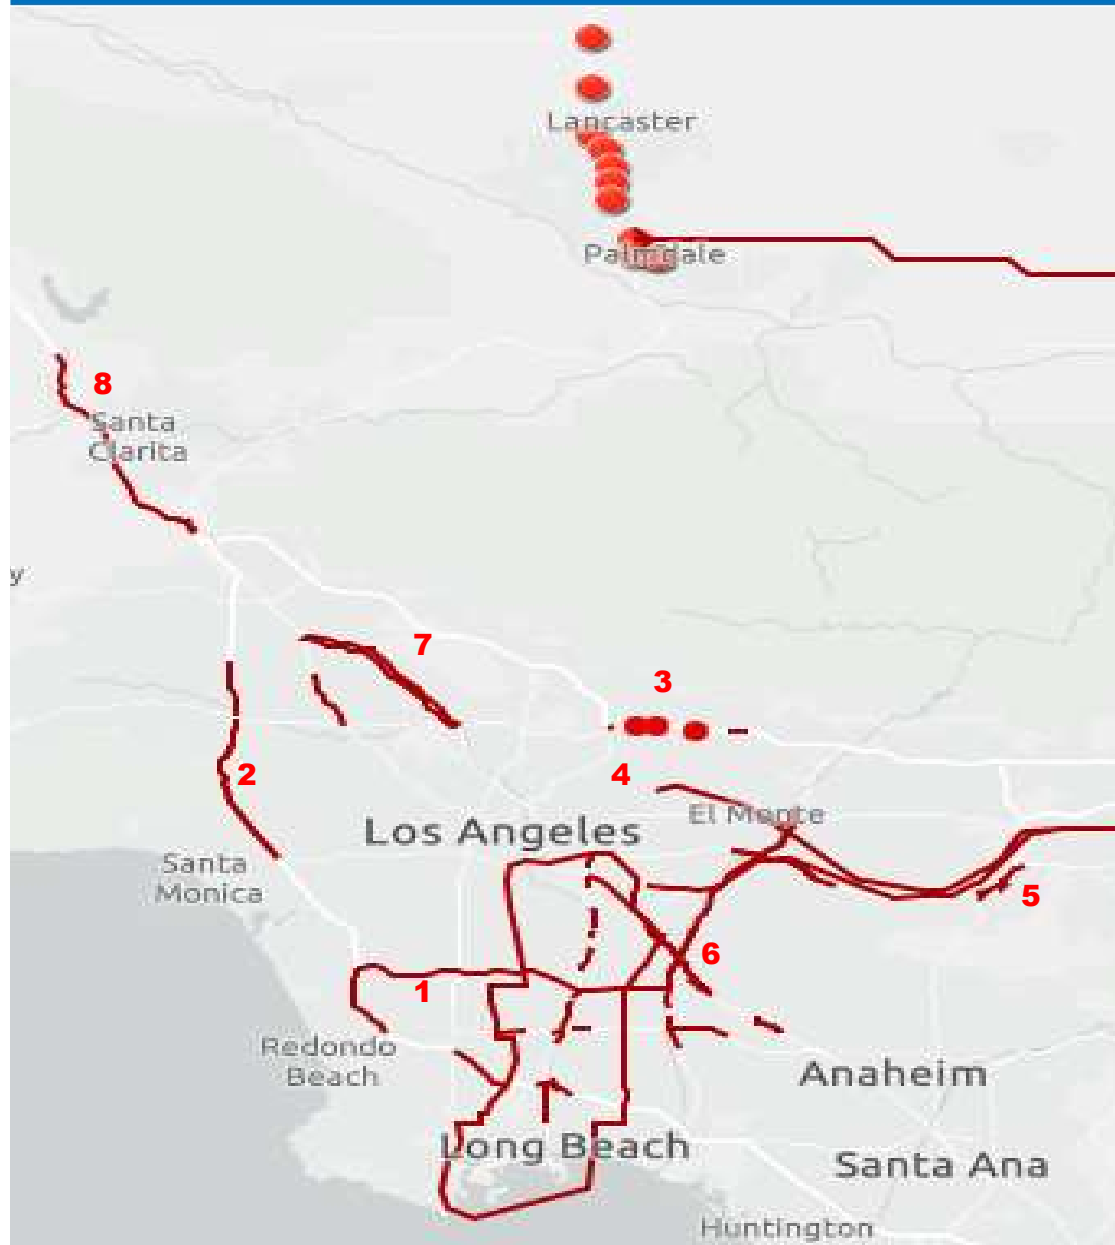 Lancaster
Palmdale
8
Santa
Clarita
y
7
3
2
4
El Monte
Los Angeles
Santa
Monica
5
6
1
Redondo
Beach
Anaheim
Long Beach
Santa Ana
Huntington